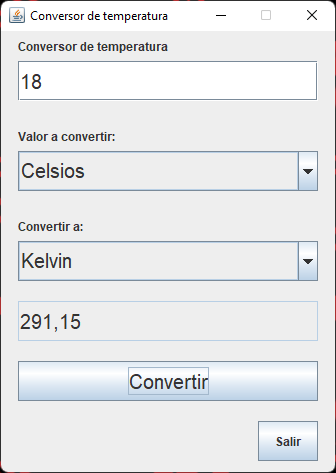 Conversor de temperatura
Conversor de temperatura
18
Valor a convertir:
Celsios
Convertir a:
Kelvin
291,15
Convertir
Salir